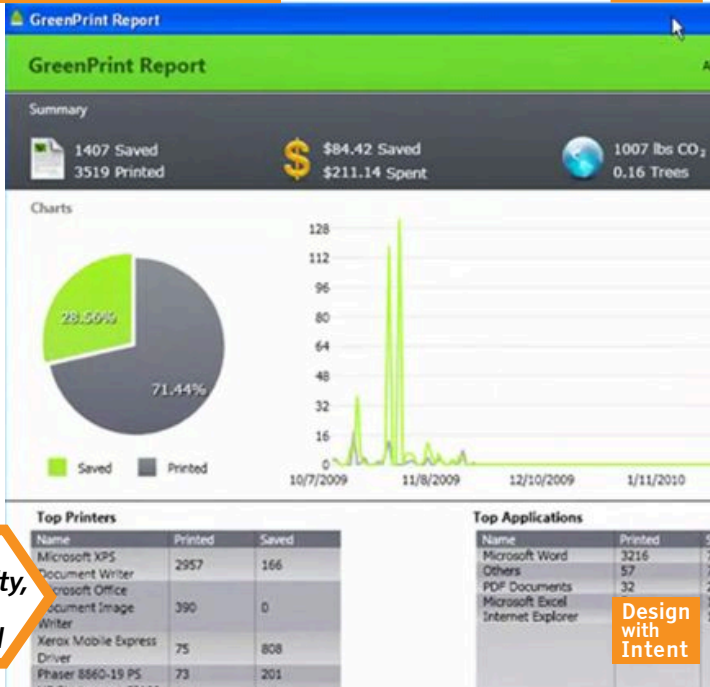 GreenPrint Report
GreenPrint Report
A
Summary
1407 Saved
3519 Printed
$84.42 Saved
$211.14 Spent
1007 lbs CO₂
0.16 Trees
Charts
128
112
96
80
64
48
32
16
0
10/7/2009 11/8/2009 12/10/2009 1/11/2010
28.56%
71.44%
Saved Printed
Top Printers
Name Printed Saved
Microsoft XPS
Document Writer
2957 166
Microsoft Office
Document Image
Writer
390 0
Xerox Mobile Express
Driver
75 808
Phaser 8860-19 PS 73 201
Top Applications
Name Printed S
Microsoft Word 3216
Others 57
PDF Documents 32
Microsoft Excel
Internet Explorer
ty,
Design
with
Intent